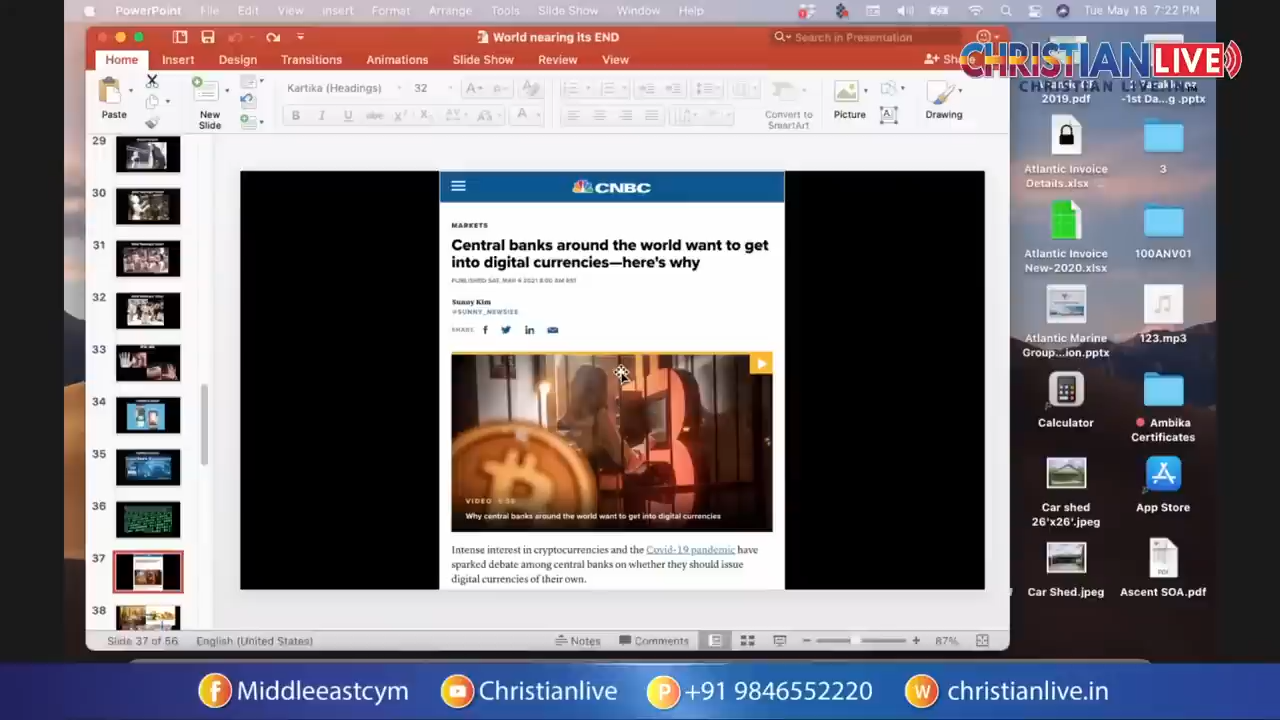 PowerPoint File Edit View Insert Format Arrange Tools Slide Show Window Help Tue May 18 7:22 PM
World nearing its END
Search in Presentation
Home Insert Design Transitions Animations Slide Show Review View
CHRISTIAN LIVE
Kartika (Headings) 32
Paste
New
Slide
Convert to
SmartArt
Picture
Drawing
2019.pdf
29
30
31
32
33
34
35
36
37
38
CNBC
MARKETS
Central banks around the world want to get
into digital currencies—here's why
Sunny Kim
@SUNNY_NEWSIES
SHARE
VIDEO
Why central banks around the world want to get into digital currencies
Intense interest in cryptocurrencies and the Covid-19 pandemic have
sparked debate among central banks on whether they should issue
digital currencies of their own.
Atlantic Invoice
Details.xlsx
3
Atlantic Invoice
New-2020.xlsx
100ANV01
Atlantic Marine
Group...ion.pptx
123.mp3
Calculator
Ambika
Certificates
Car shed
26'x26'.jpeg
App Store
Car Shed.jpeg
Ascent SOA.pdf
Slide 37 of 56 English (United States) Notes Comments 87%
Middleeastcym Christianlive +91 9846552220 christianlive.in